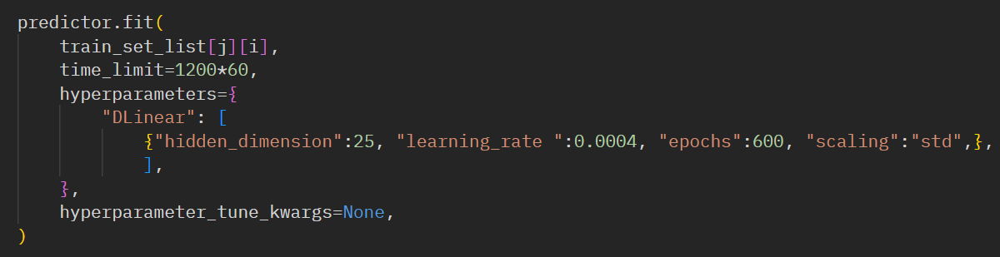 predictor.fit(
    train_set_list[j][i],
    time_limit=1200*60,
    hyperparameters={
        "DLinear": [
            {"hidden_dimension":25, "learning_rate ":0.0004, "epochs":600, "scaling":"std",},
            ],
    },
    hyperparameter_tune_kwargs=None,
)